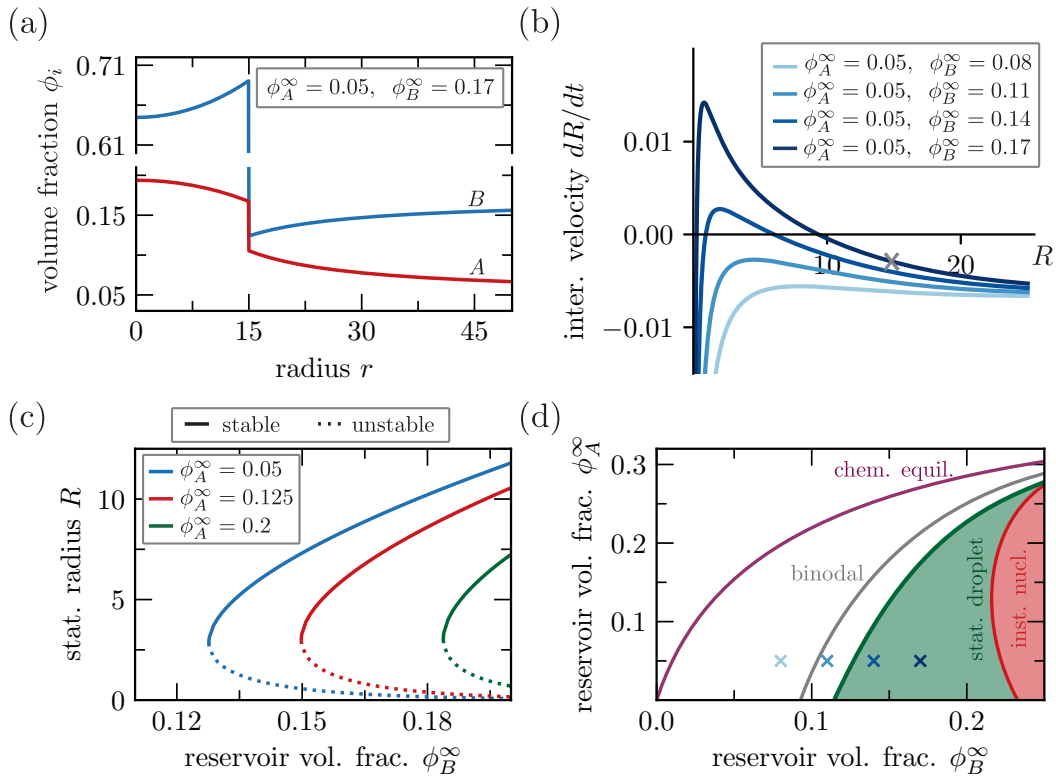 (a)
0.71
0.61
0.15
0.05
volume fraction ϕ_i
ϕ_A^∞ = 0.05, ϕ_B^∞ = 0.17
B
A
0 15 30 45
radius r
(b)
0.01
0.00
−0.01
inter. velocity dR/dt
ϕ_A^∞ = 0.05, ϕ_B^∞ = 0.08
ϕ_A^∞ = 0.05, ϕ_B^∞ = 0.11
ϕ_A^∞ = 0.05, ϕ_B^∞ = 0.14
ϕ_A^∞ = 0.05, ϕ_B^∞ = 0.17
10 20 R
(c)
stable unstable
ϕ_A^∞ = 0.05
ϕ_A^∞ = 0.125
ϕ_A^∞ = 0.2
10
5
0
stat. radius R
0.12 0.15 0.18
reservoir vol. frac. ϕ_B^∞
(d)
0.3
0.2
0.1
0.0
reservoir vol. frac. ϕ_A^∞
chem. equil.
binodal
stat. droplet
inst. nucl.
0.0 0.1 0.2
reservoir vol. frac. ϕ_B^∞